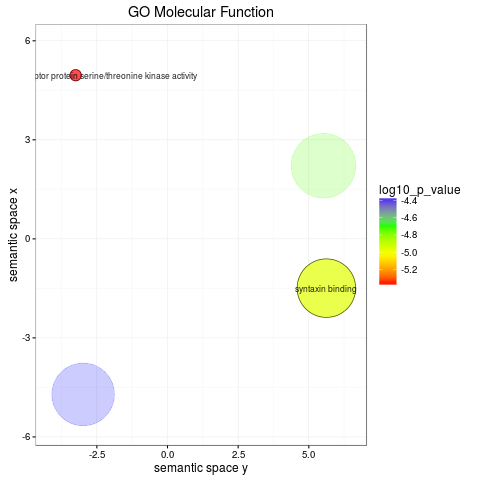 GO Molecular Function
6
3
0
-3
-6
semantic space x
protein serine/threonine kinase activity
syntaxin binding
-2.5 0.0 2.5 5.0
semantic space y
log10_p_value
-4.4
-4.6
-4.8
-5.0
-5.2